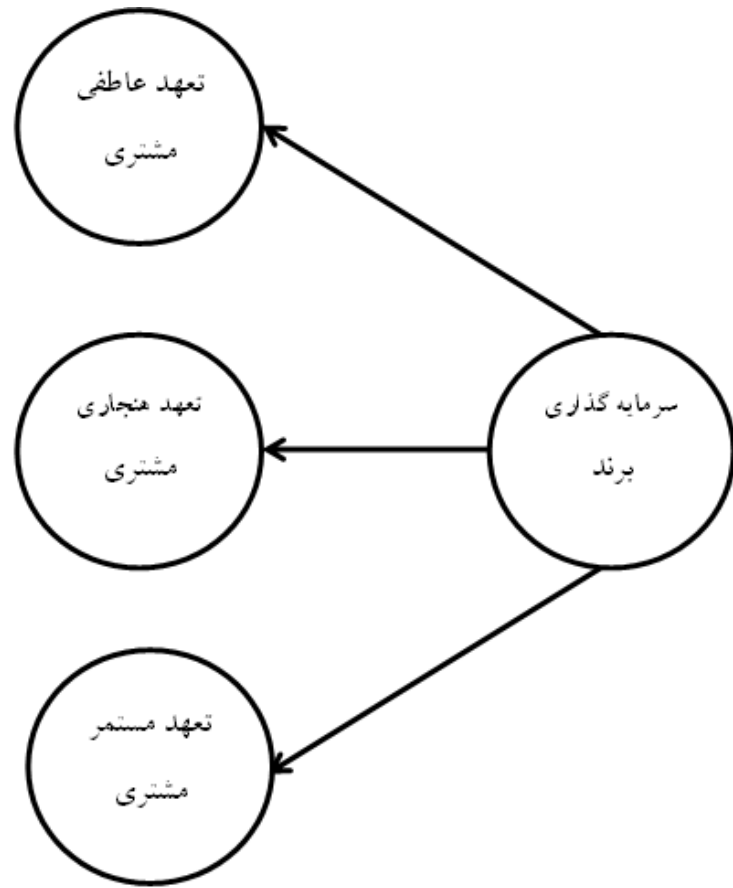 تعهد عاطفی
مشتری
سرمایه گذاری
برند
تعهد هنجاری
مشتری
تعهد مستمر
مشتری